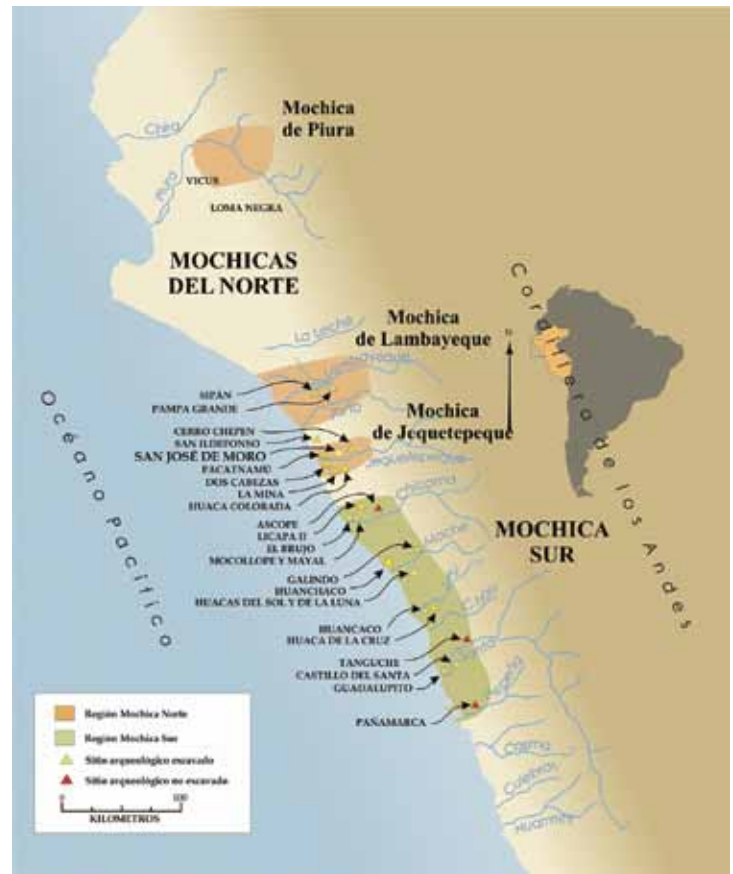 Mochica
de Piura
Chira
Piura
VICUS
LOMA NEGRA
MOCHICAS
DEL NORTE
Cordillera de los Andes
La Leche
Mochica
de Lambayeque
N
SIPÁN
PAMPA GRANDE
Mochica
de Jequetepeque
CERRO CHEPEN
SAN ILDEFONSO
SAN JOSÉ DE MORO
PACATNAMÚ
Jequetepeque
DOS CABEZAS
LA MINA
HUACA COLORADA
Chicama
Océano Pacífico
ASCOPE
LICAPA II
EL BRUJO
MOCOLLOPE Y MAYAL
Moche
MOCHICA
SUR
GALINDO
HUANCHACO
HUACAS DEL SOL Y DE LA LUNA
HUANCACO
HUACA DE LA CRUZ
TANGUCHE
CASTILLO DEL SANTA
GUADALUPITO
PAÑAMARCA
Casma
Culebras
Huarmey
Región Mochica Norte
Región Mochica Sur
Sitio arqueológico excavado
Sitio arqueológico no excavado
0 100
KILOMETROS